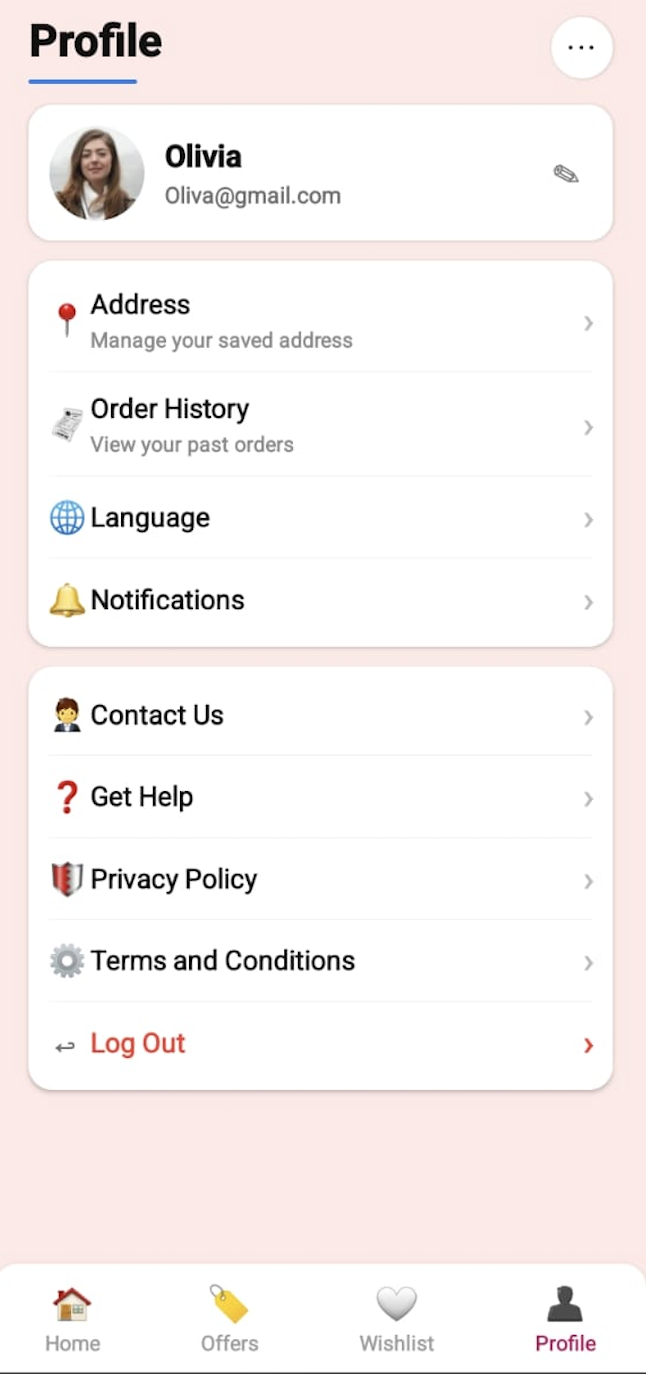 Profile
Olivia
Oliva@gmail.com
Address
Manage your saved address
Order History
View your past orders
Language
Notifications
Contact Us
Get Help
Privacy Policy
Terms and Conditions
Log Out
Home
Offers
Wishlist
Profile